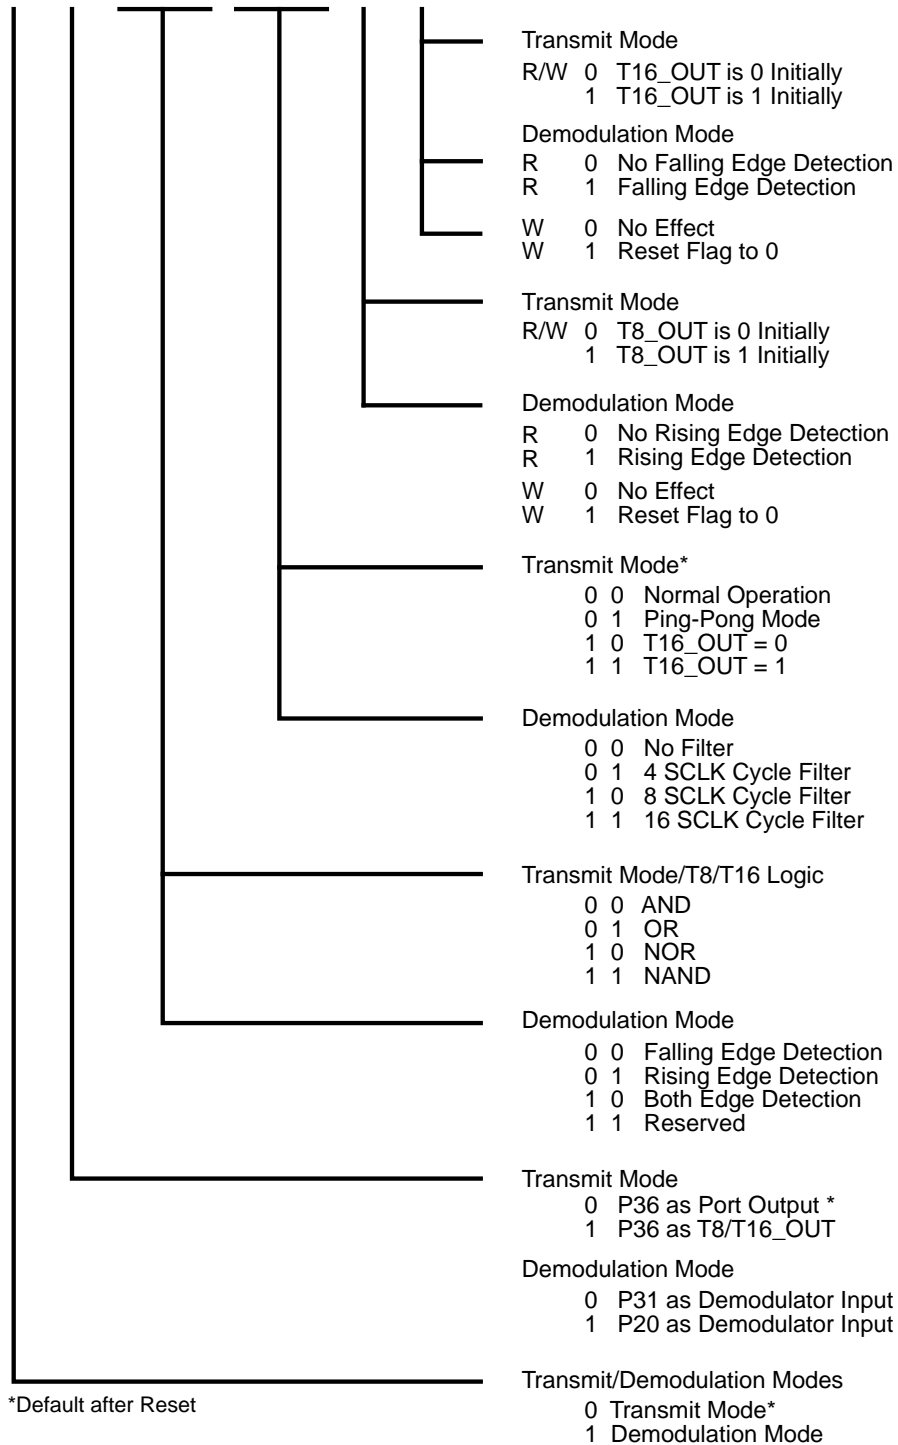 Transmit Mode
R/W 0 T16_OUT is 0 Initially
1 T16_OUT is 1 Initially
Demodulation Mode
R 0 No Falling Edge Detection
R 1 Falling Edge Detection
W 0 No Effect
W 1 Reset Flag to 0
Transmit Mode
R/W 0 T8_OUT is 0 Initially
1 T8_OUT is 1 Initially
Demodulation Mode
R 0 No Rising Edge Detection
R 1 Rising Edge Detection
W 0 No Effect
W 1 Reset Flag to 0
Transmit Mode*
0 0 Normal Operation
0 1 Ping-Pong Mode
1 0 T16_OUT = 0
1 1 T16_OUT = 1
Demodulation Mode
0 0 No Filter
0 1 4 SCLK Cycle Filter
1 0 8 SCLK Cycle Filter
1 1 16 SCLK Cycle Filter
Transmit Mode/T8/T16 Logic
0 0 AND
0 1 OR
1 0 NOR
1 1 NAND
Demodulation Mode
0 0 Falling Edge Detection
0 1 Rising Edge Detection
1 0 Both Edge Detection
1 1 Reserved
Transmit Mode
0 P36 as Port Output *
1 P36 as T8/T16_OUT
Demodulation Mode
0 P31 as Demodulator Input
1 P20 as Demodulator Input
Transmit/Demodulation Modes
0 Transmit Mode*
1 Demodulation Mode
*Default after Reset